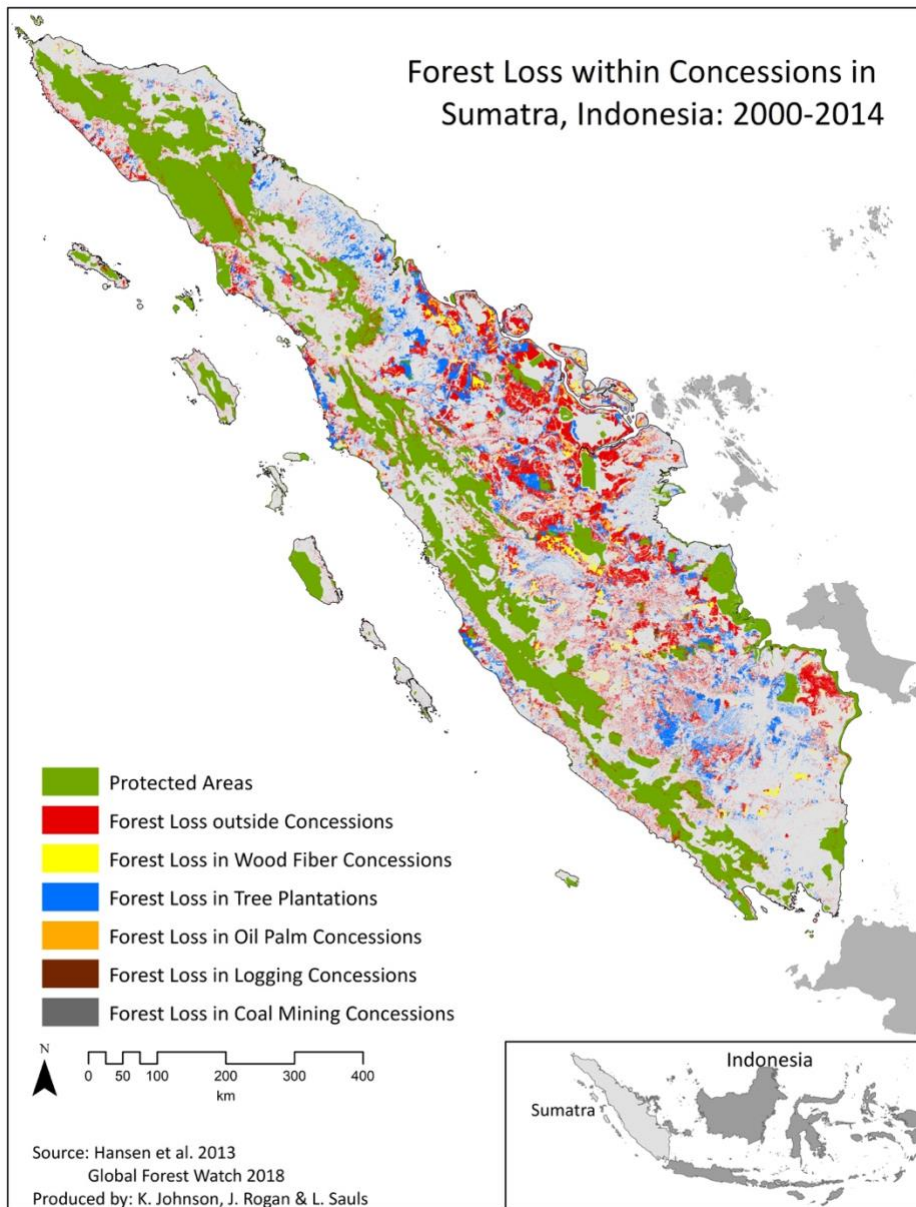 Forest Loss within Concessions in
Sumatra, Indonesia: 2000-2014
Protected Areas
Forest Loss outside Concessions
Forest Loss in Wood Fiber Concessions
Forest Loss in Tree Plantations
Forest Loss in Oil Palm Concessions
Forest Loss in Logging Concessions
Forest Loss in Coal Mining Concessions
N
0 50 100 200 300 400
km
Indonesia
Sumatra
Source: Hansen et al. 2013
Global Forest Watch 2018
Produced by: K. Johnson, J. Rogan & L. Sauls